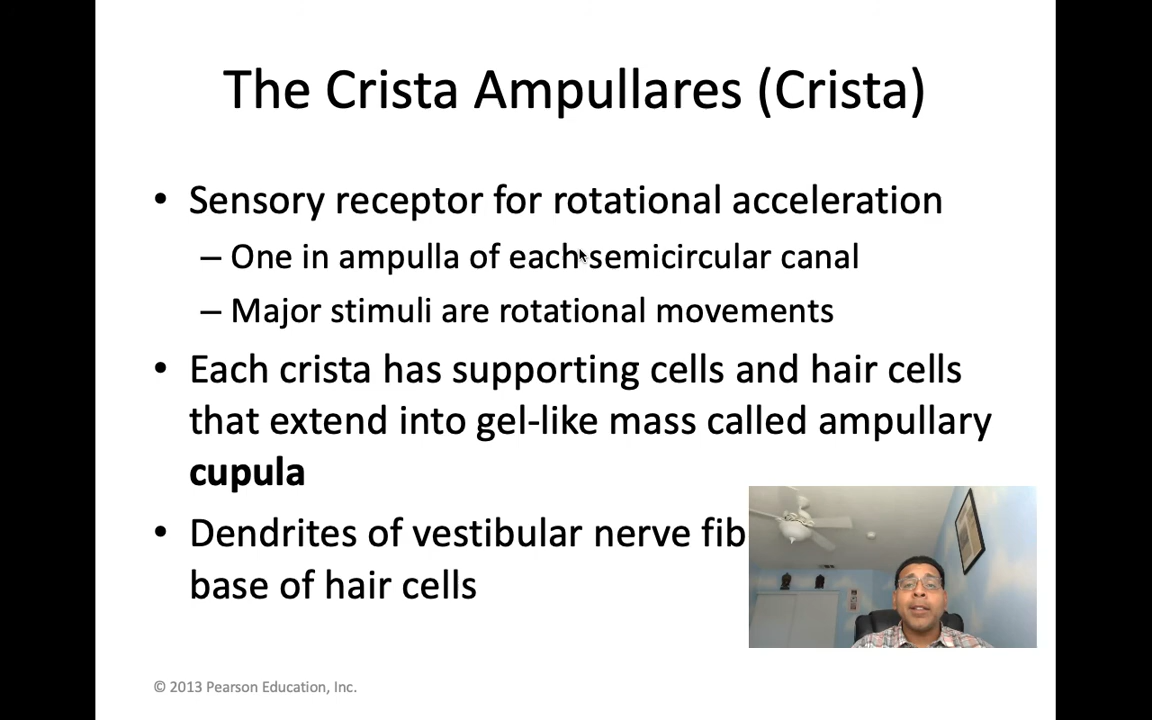 The Crista Ampullares (Crista)
• Sensory receptor for rotational acceleration
– One in ampulla of each semicircular canal
– Major stimuli are rotational movements
• Each crista has supporting cells and hair cells
that extend into gel-like mass called ampullary
cupula
• Dendrites of vestibular nerve fib
base of hair cells
© 2013 Pearson Education, Inc.